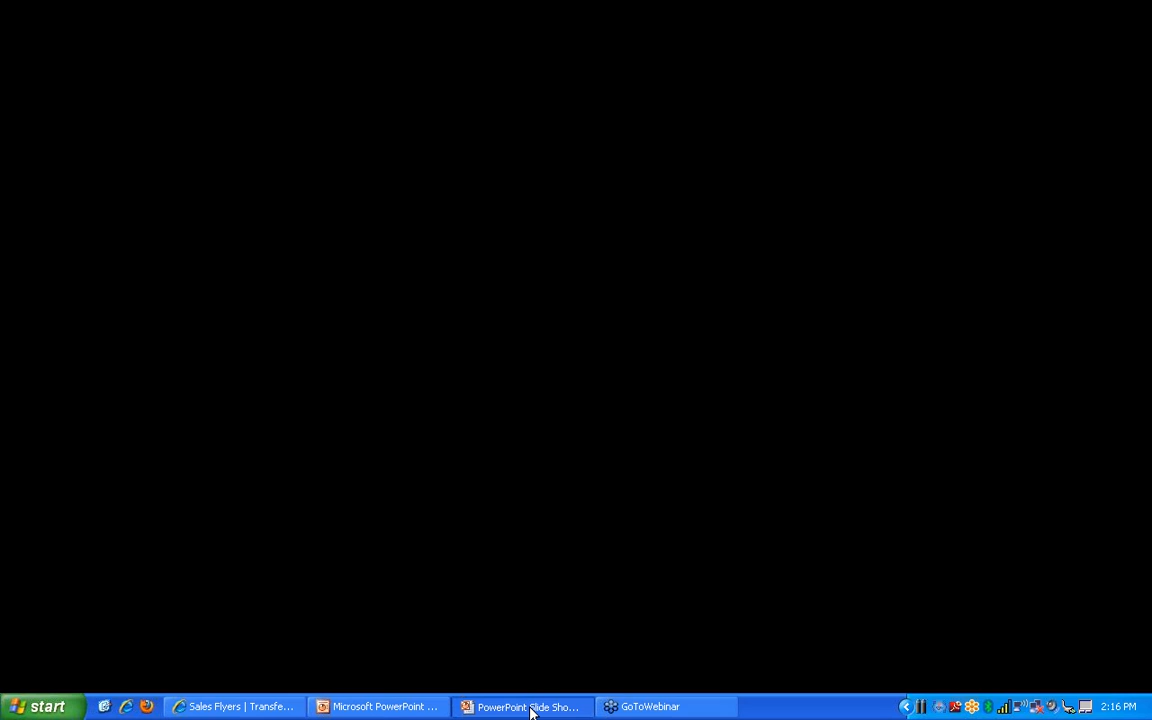 start
Sales Flyers | Transfe...
Microsoft PowerPoint ...
PowerPoint Slide Sho...
GoToWebinar
2:16 PM